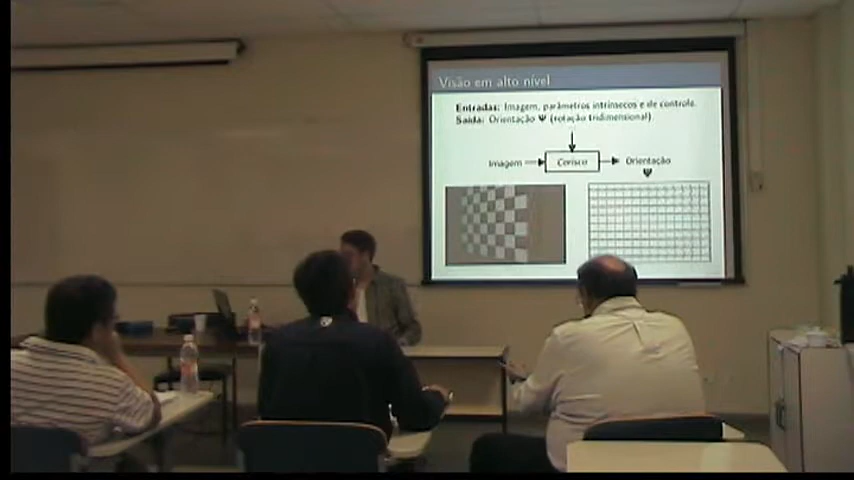 Visão em alto nível
Entradas: Imagem, parâmetros intrínsecos e de controle.
Saída: Orientação Ψ (rotação tridimensional).
Imagem Corisco Orientação
Ψ